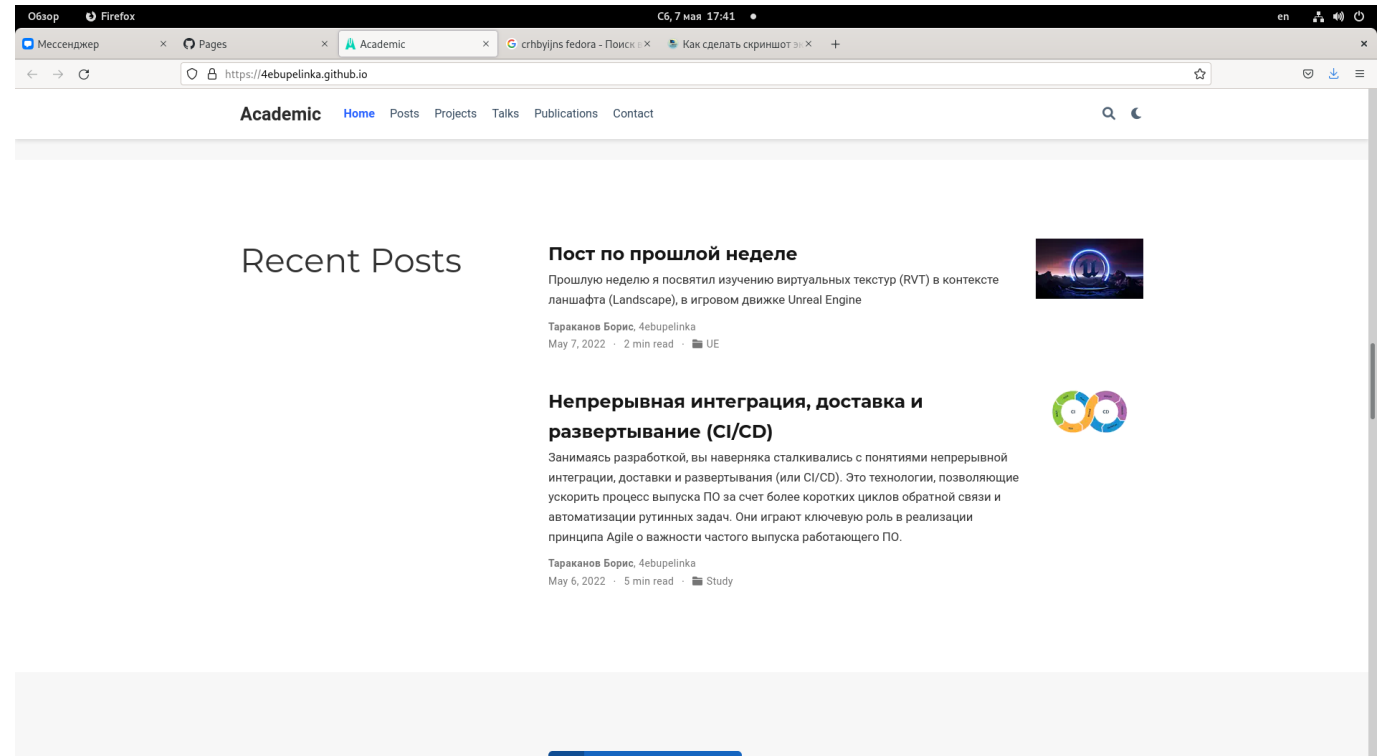 Обзор Firefox Сб, 7 мая 17:41 en
Мессенджер Pages Academic crhbyijns fedora - Поиск в Как сделать скриншот эк
https://4ebupelinka.github.io
Academic Home Posts Projects Talks Publications Contact
Recent Posts
Пост по прошлой неделе
Прошлую неделю я посвятил изучению виртуальных текстур (RVT) в контексте
ланшафта (Landscape), в игровом движке Unreal Engine
Тараканов Борис, 4ebupelinka
May 7, 2022 · 2 min read · UE
Непрерывная интеграция, доставка и
развертывание (CI/CD)
Занимаясь разработкой, вы наверняка сталкивались с понятиями непрерывной
интеграции, доставки и развертывания (или CI/CD). Это технологии, позволяющие
ускорить процесс выпуска ПО за счет более коротких циклов обратной связи и
автоматизации рутинных задач. Они играют ключевую роль в реализации
принципа Agile о важности частого выпуска работающего ПО.
CI CD
Тараканов Борис, 4ebupelinka
May 6, 2022 · 5 min read · Study